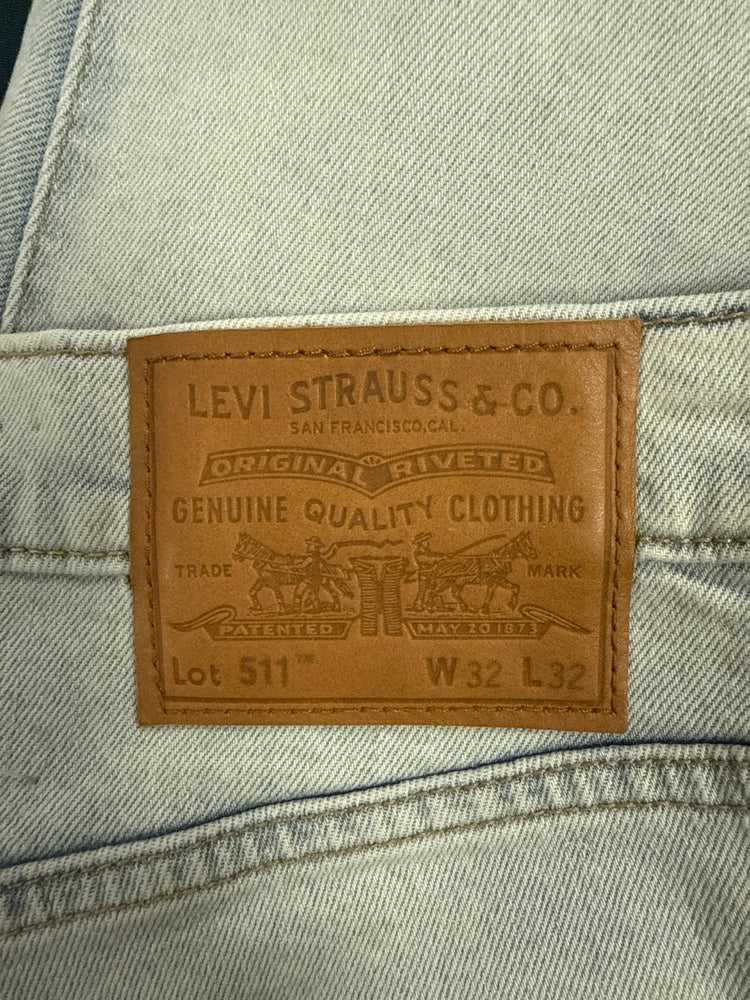 LEVI STRAUSS & CO.
SAN FRANCISCO, CAL.
ORIGINAL RIVETED
GENUINE QUALITY CLOTHING
TRADE MARK
PATENTED MAY 20 1873
Lot 511™ W32 L32